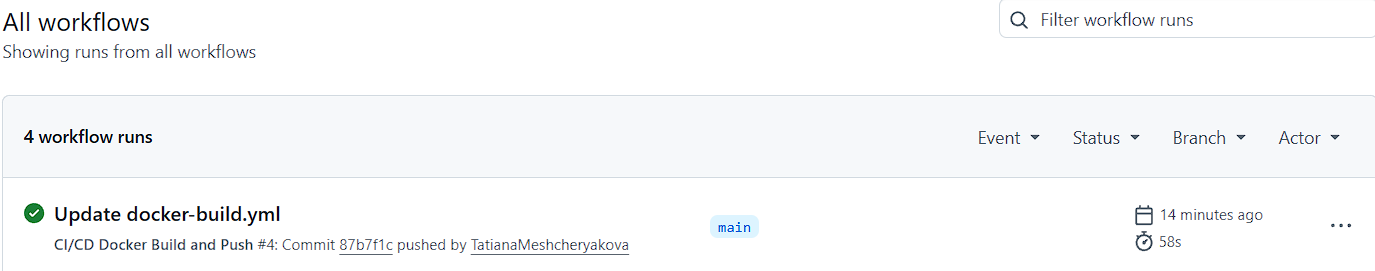 All workflows
Showing runs from all workflows
Filter workflow runs
4 workflow runs
Event
Status
Branch
Actor
Update docker-build.yml
CI/CD Docker Build and Push #4: Commit 87b7f1c pushed by TatianaMeshcheryakova
main
14 minutes ago
58s